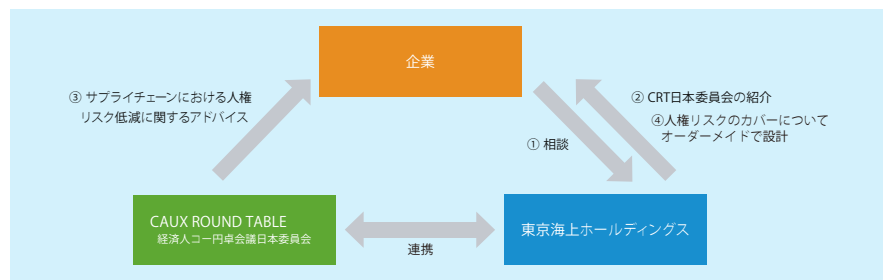 企業
③ サプライチェーンにおける人権
リスク低減に関するアドバイス
② CRT日本委員会の紹介
④人権リスクのカバーについて
オーダーメイドで設計
① 相談
CAUX ROUND TABLE
経済人コー円卓会議日本委員会
東京海上ホールディングス
連携